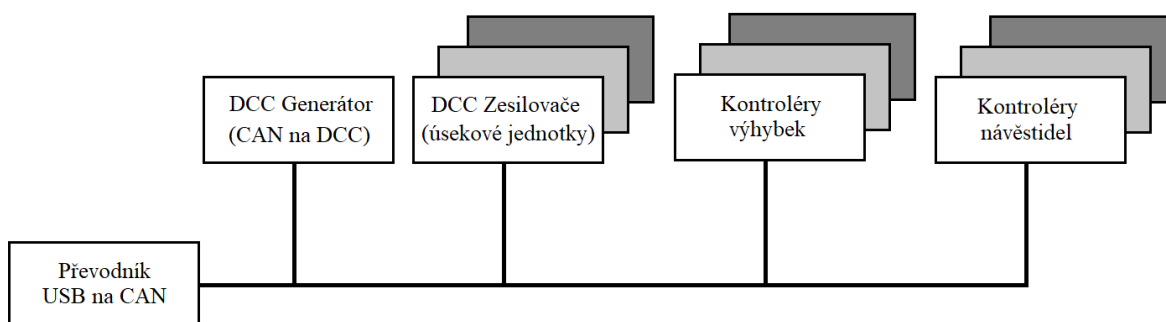 DCC Generátor
(CAN na DCC)
DCC Zesilovače
(úsekové jednotky)
Kontroléry
výhybek
Kontroléry
návěstidel
Převodník
USB na CAN